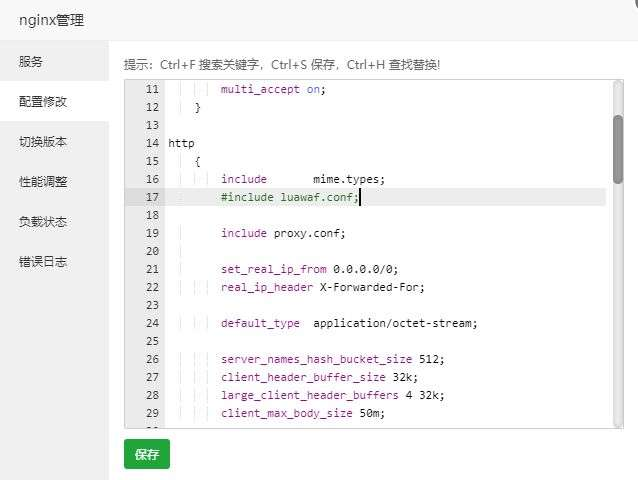 nginx管理
服务
配置修改
切换版本
性能调整
负载状态
错误日志
提示：Ctrl+F 搜索关键字，Ctrl+S 保存，Ctrl+H 查找替换!
11 multi_accept on;
12 }
13
14 http
15 {
16 include mime.types;
17 #include luawaf.conf;
18
19 include proxy.conf;
20
21 set_real_ip_from 0.0.0.0/0;
22 real_ip_header X-Forwarded-For;
23
24 default_type application/octet-stream;
25
26 server_names_hash_bucket_size 512;
27 client_header_buffer_size 32k;
28 large_client_header_buffers 4 32k;
29 client_max_body_size 50m;
保存